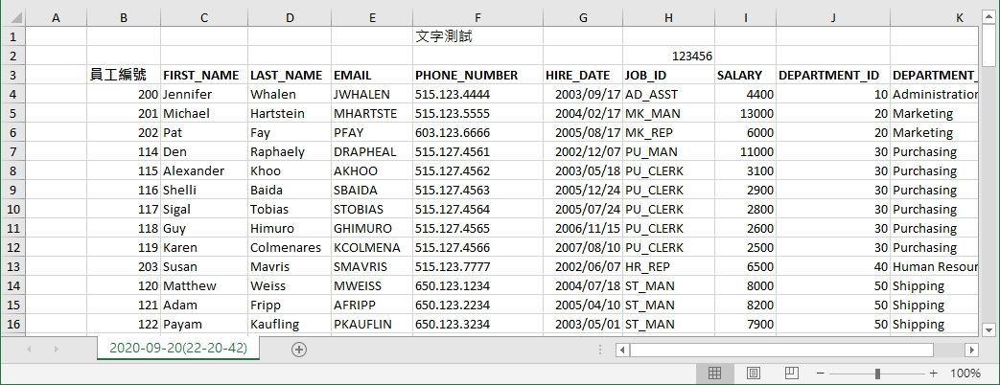 A B C D E F G H I J K
1 文字測試
2 123456
3 員工編號 FIRST_NAME LAST_NAME EMAIL PHONE_NUMBER HIRE_DATE JOB_ID SALARY DEPARTMENT_ID DEPARTMENT_
4 200 Jennifer Whalen JWHALEN 515.123.4444 2003/09/17 AD_ASST 4400 10 Administration
5 201 Michael Hartstein MHARTSTE 515.123.5555 2004/02/17 MK_MAN 13000 20 Marketing
6 202 Pat Fay PFAY 603.123.6666 2005/08/17 MK_REP 6000 20 Marketing
7 114 Den Raphaely DRAPHEAL 515.127.4561 2002/12/07 PU_MAN 11000 30 Purchasing
8 115 Alexander Khoo AKHOO 515.127.4562 2003/05/18 PU_CLERK 3100 30 Purchasing
9 116 Shelli Baida SBAIDA 515.127.4563 2005/12/24 PU_CLERK 2900 30 Purchasing
10 117 Sigal Tobias STOBIAS 515.127.4564 2005/07/24 PU_CLERK 2800 30 Purchasing
11 118 Guy Himuro GHIMURO 515.127.4565 2006/11/15 PU_CLERK 2600 30 Purchasing
12 119 Karen Colmenares KCOLMENA 515.127.4566 2007/08/10 PU_CLERK 2500 30 Purchasing
13 203 Susan Mavris SMAVRIS 515.123.7777 2002/06/07 HR_REP 6500 40 Human Resour
14 120 Matthew Weiss MWEISS 650.123.1234 2004/07/18 ST_MAN 8000 50 Shipping
15 121 Adam Fripp AFRIPP 650.123.2234 2005/04/10 ST_MAN 8200 50 Shipping
16 122 Payam Kaufling PKAUFLIN 650.123.3234 2003/05/01 ST_MAN 7900 50 Shipping
2020-09-20(22-20-42)
100%